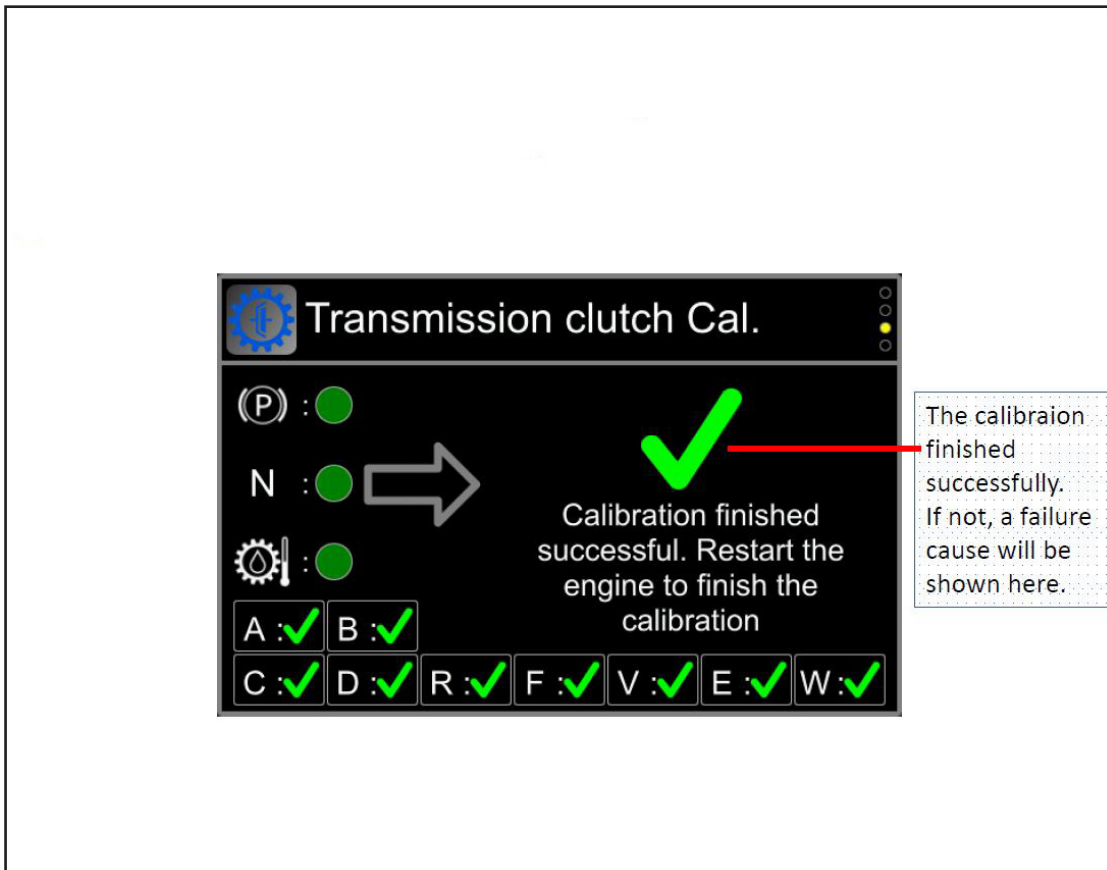 Transmission clutch Cal.
(P) :
N :
:
Calibration finished
successful. Restart the
engine to finish the
calibration
A : B :
C : D : R : F : V : E : W :
The calibraion
finished
successfully.
If not, a failure
cause will be
shown here.